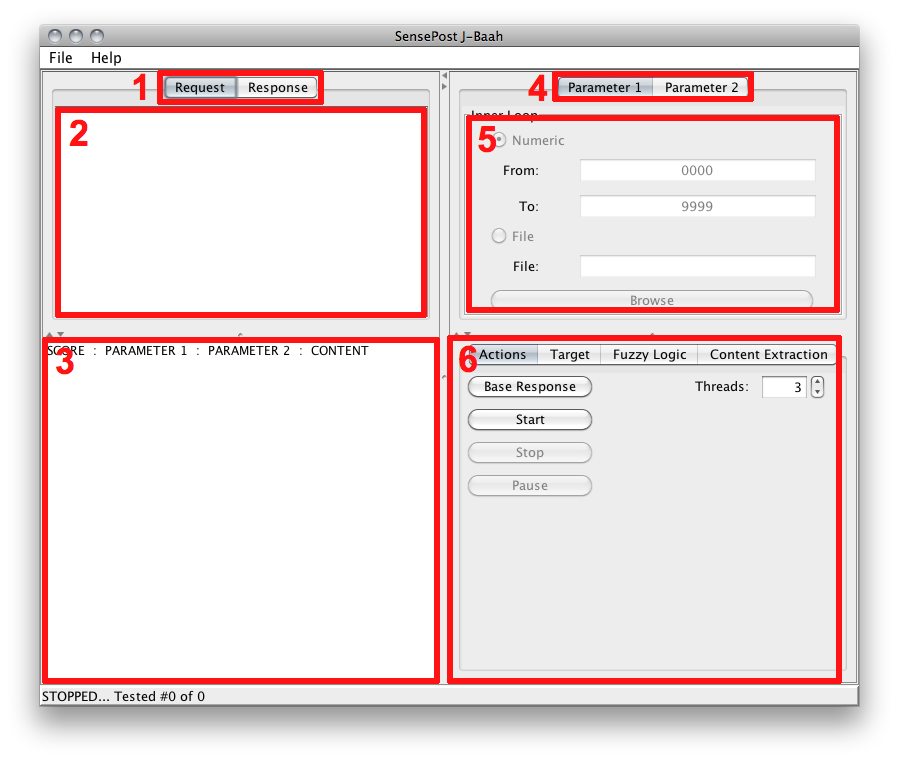 SensePost J-Baah
File Help
1 Request Response
2
4 Parameter 1 Parameter 2
Inner Loop
5 Numeric
From: 0000
To: 9999
File
File:
Browse
SCORE : PARAMETER 1 : PARAMETER 2 : CONTENT
3
6 Actions Target Fuzzy Logic Content Extraction
Base Response Threads: 3
Start
Stop
Pause
STOPPED... Tested #0 of 0